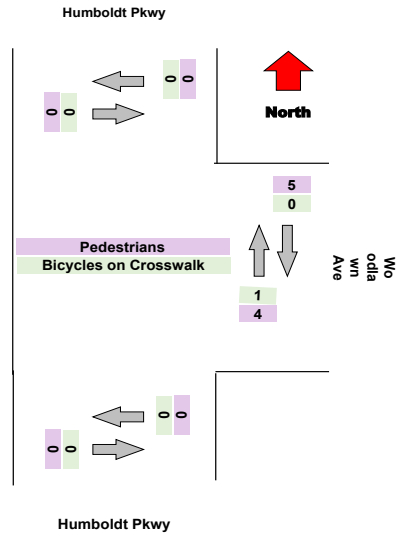 Humboldt Pkwy
0 0
0 0
North
5
0
Pedestrians
Bicycles on Crosswalk
Wo
odla
wn
Ave
1
4
0 0
0 0
Humboldt Pkwy